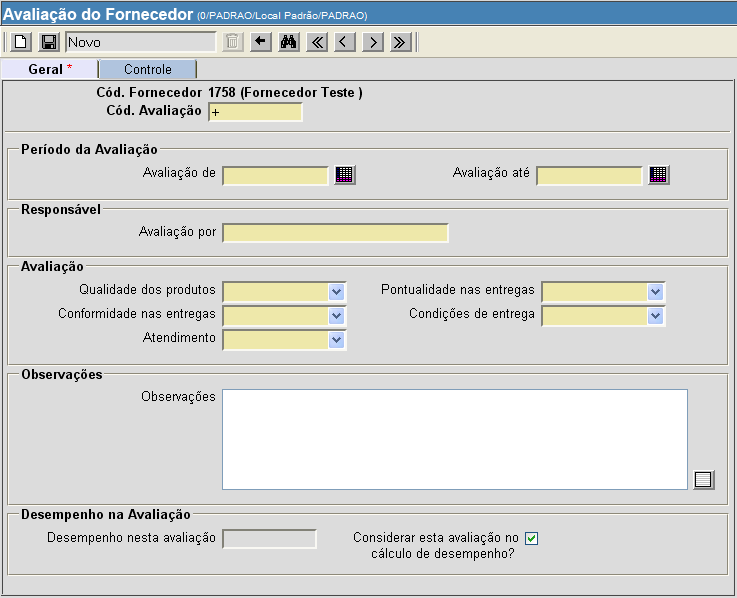 Avaliação do Fornecedor (0/PADRAO/Local Padrão/PADRAO)
Novo
Geral * Controle
Cód. Fornecedor 1758 (Fornecedor Teste )
Cód. Avaliação +
Período da Avaliação
Avaliação de Avaliação até
Responsável
Avaliação por
Avaliação
Qualidade dos produtos Pontualidade nas entregas
Conformidade nas entregas Condições de entrega
Atendimento
Observações
Observações
Desempenho na Avaliação
Desempenho nesta avaliação Considerar esta avaliação no
cálculo de desempenho?